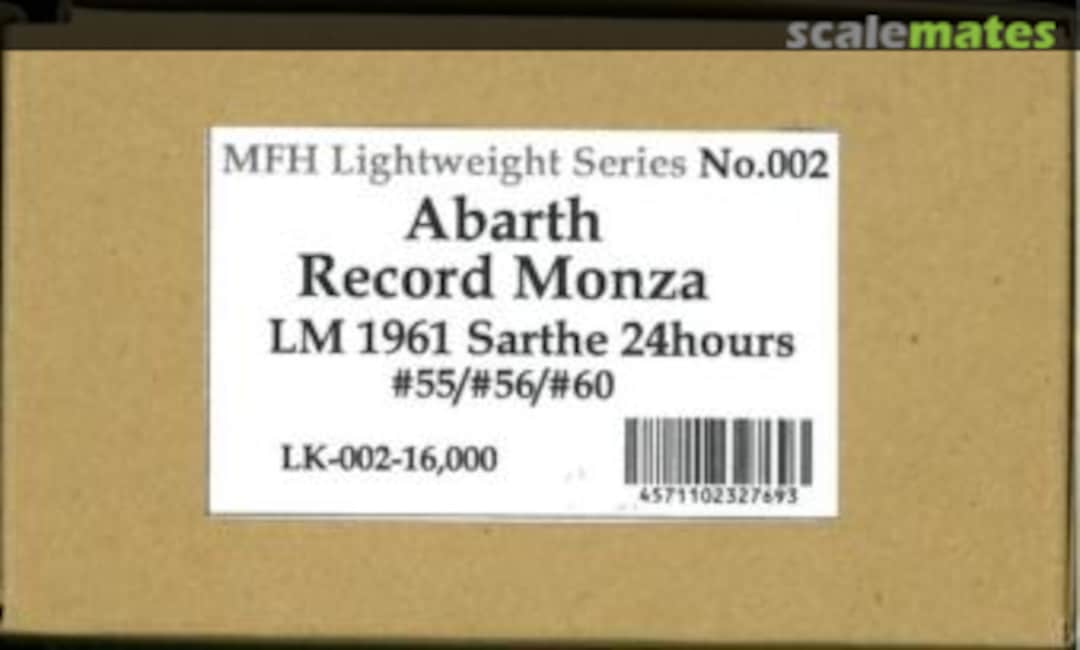 scalemates
MFH Lightweight Series No.002
Abarth
Record Monza
LM 1961 Sarthe 24hours
#55/#56/#60
LK-002-16,000
4571102327693